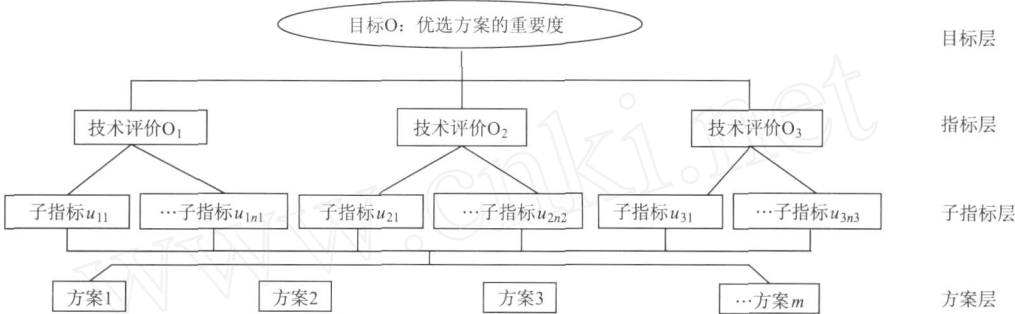 目标O：优选方案的重要度
目标层
技术评价O1 技术评价O2 技术评价O3 指标层
子指标u11 …子指标u1n1 子指标u21 …子指标u2n2 子指标u31 …子指标u3n3 子指标层
方案1 方案2 方案3 …方案m 方案层
www.cnki.net